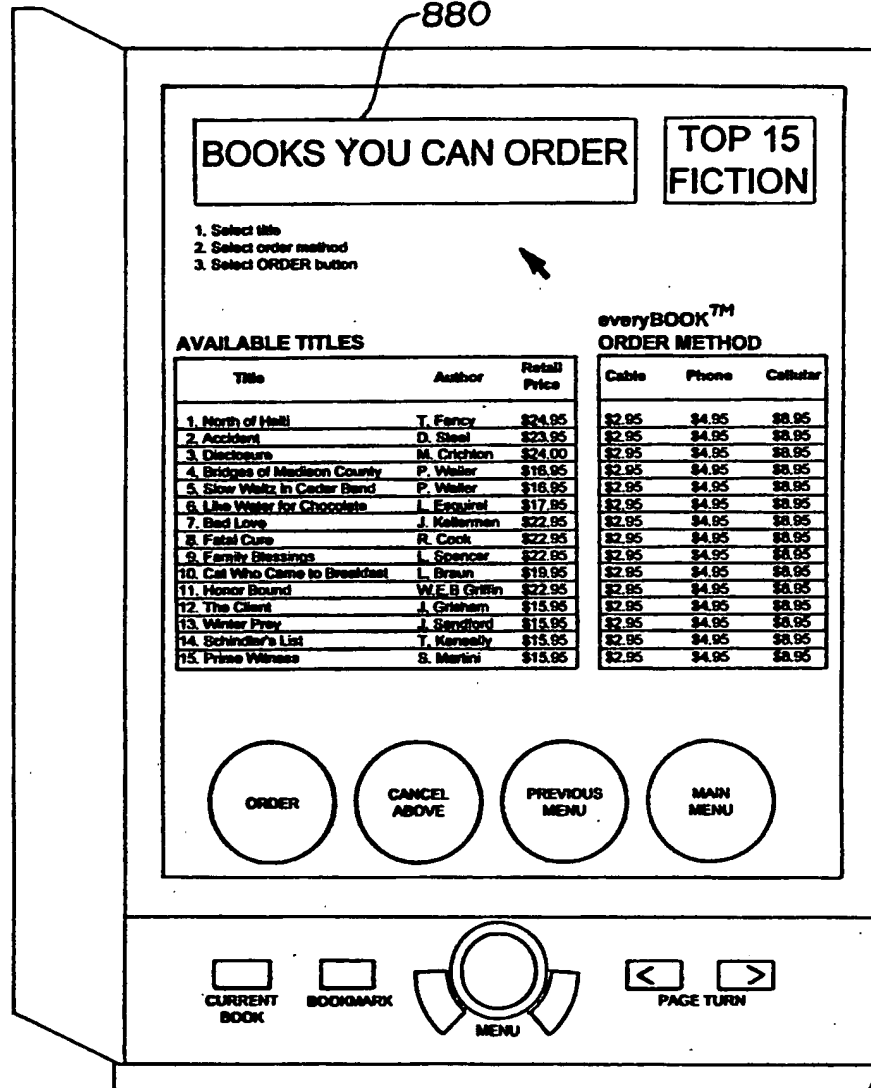 880
BOOKS YOU CAN ORDER
TOP 15
FICTION
1. Select title
2. Select order method
3. Select ORDER button
AVAILABLE TITLES
everyBOOK™
ORDER METHOD
Title Author Retail Price Cable Phone Cellular
1. North of Haiti T. Fancy $24.95 $2.95 $4.95 $8.95
2. Accident D. Steel $23.95 $2.95 $4.95 $8.95
3. Disclosure M. Crichton $24.00 $2.95 $4.95 $8.95
4. Bridges of Madison County P. Waller $16.95 $2.95 $4.95 $8.95
5. Slow Waltz in Cedar Bend P. Waller $16.95 $2.95 $4.95 $8.95
6. Like Water for Chocolate L. Esquirel $17.95 $2.95 $4.95 $8.95
7. Bad Love J. Kellerman $22.95 $2.95 $4.95 $8.95
8. Fatal Cure R. Cook $22.95 $2.95 $4.95 $8.95
9. Family Blessings L. Spencer $22.95 $2.95 $4.95 $8.95
10. Cat Who Came to Breakfast L. Braun $19.95 $2.95 $4.95 $8.95
11. Honor Bound W.E.B Griffin $22.95 $2.95 $4.95 $8.95
12. The Client J. Grisham $15.95 $2.95 $4.95 $8.95
13. Winter Prey J. Sandford $15.95 $2.95 $4.95 $8.95
14. Schindler's List T. Keneally $15.95 $2.95 $4.95 $8.95
15. Prime Witness S. Martini $15.95 $2.95 $4.95 $8.95
ORDER
CANCEL
ABOVE
PREVIOUS
MENU
MAIN
MENU
< >
CURRENT
BOOK
BOOKMARK
MENU
PAGE TURN